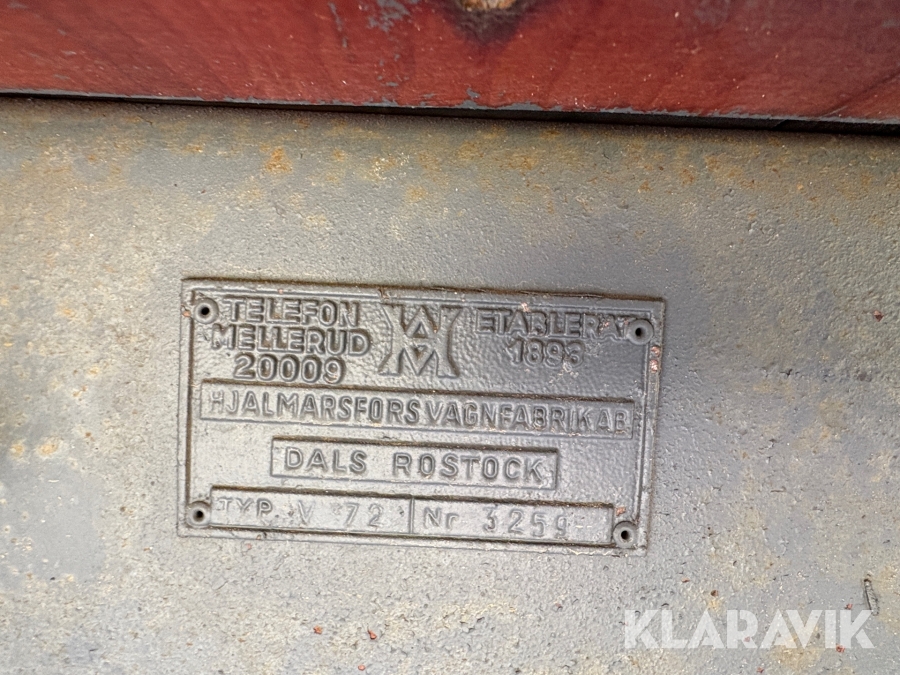 TELEFON
MELLERUD
20009
ETABLERAT
1893
HJALMARSFORS VAGNFABRIK AB.
DALS ROSTOCK
TYP. V 72 Nr 3259
KLARAVIK